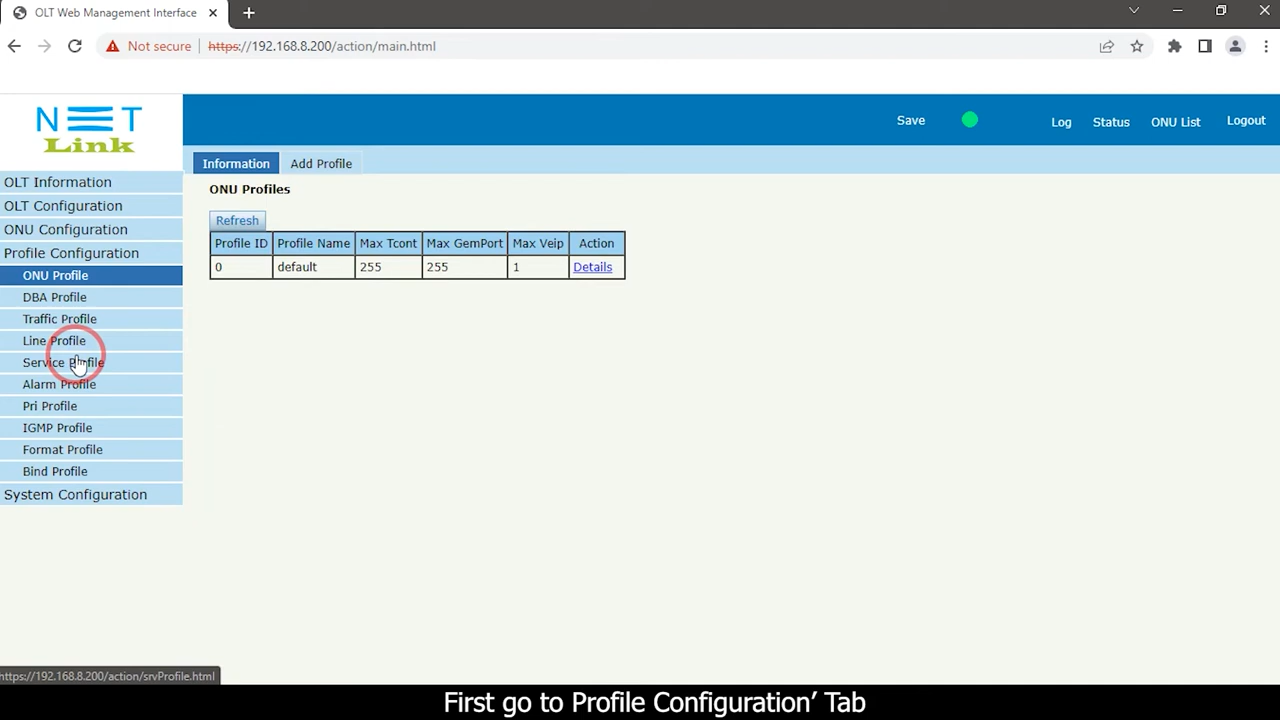 OLT Web Management Interface
Not secure https://192.168.8.200/action/main.html
NET
Link
Save
Log
Status
ONU List
Logout
Information
Add Profile
OLT Information
OLT Configuration
ONU Configuration
Profile Configuration
ONU Profile
DBA Profile
Traffic Profile
Line Profile
Service Profile
Alarm Profile
Pri Profile
IGMP Profile
Format Profile
Bind Profile
System Configuration
ONU Profiles
Refresh
Profile ID Profile Name Max Tcont Max GemPort Max Veip Action
0 default 255 255 1 Details
https://192.168.8.200/action/srvProfile.html
First go to Profile Configuration’ Tab